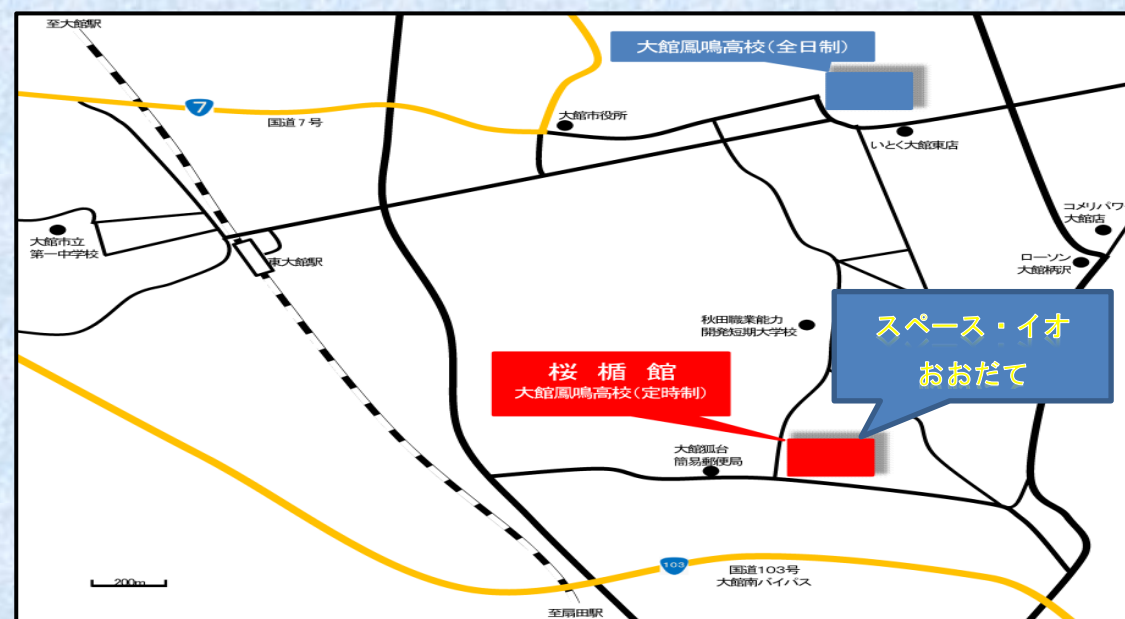 至大館駅
大館鳳鳴高校(全日制)
7
国道7号
大館市役所
いとく大館東店
コメリパワー
大館店
大館市立
第一中学校
東大館駅
ローソン
大館柄沢
秋田職業能力
開発短期大学校
スペース・イオ
おおだて
桜楯館
大館鳳鳴高校(定時制)
大館狐台
簡易郵便局
103
国道103号
大館南バイパス
200m
至扇田駅